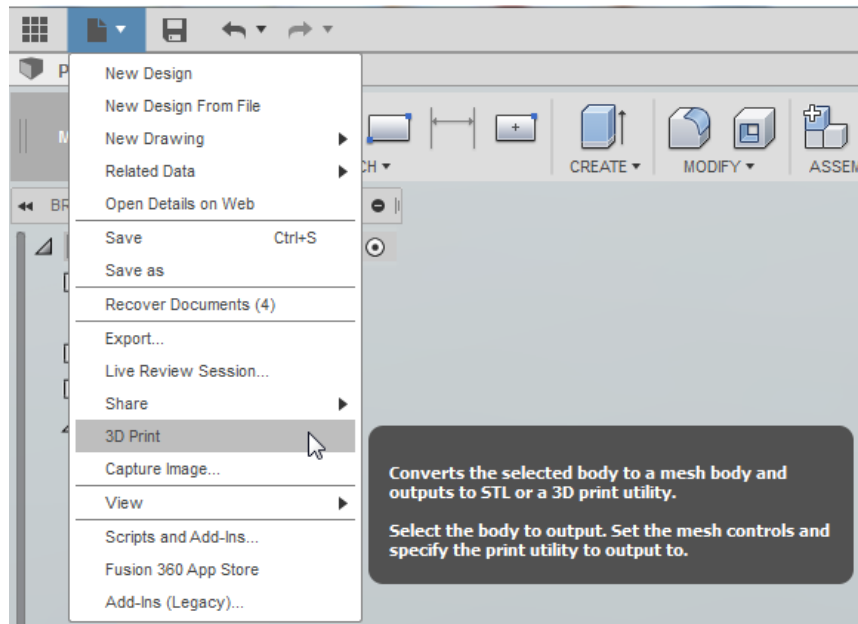 P
New Design
New Design From File
M
New Drawing
CH
CREATE
MODIFY
ASSEM
Related Data
BR
Open Details on Web
Save Ctrl+S
Save as
Recover Documents (4)
Export...
Live Review Session...
Share
3D Print
Capture Image...
View
Scripts and Add-Ins...
Fusion 360 App Store
Add-Ins (Legacy)...
Converts the selected body to a mesh body and
outputs to STL or a 3D print utility.
Select the body to output. Set the mesh controls and
specify the print utility to output to.